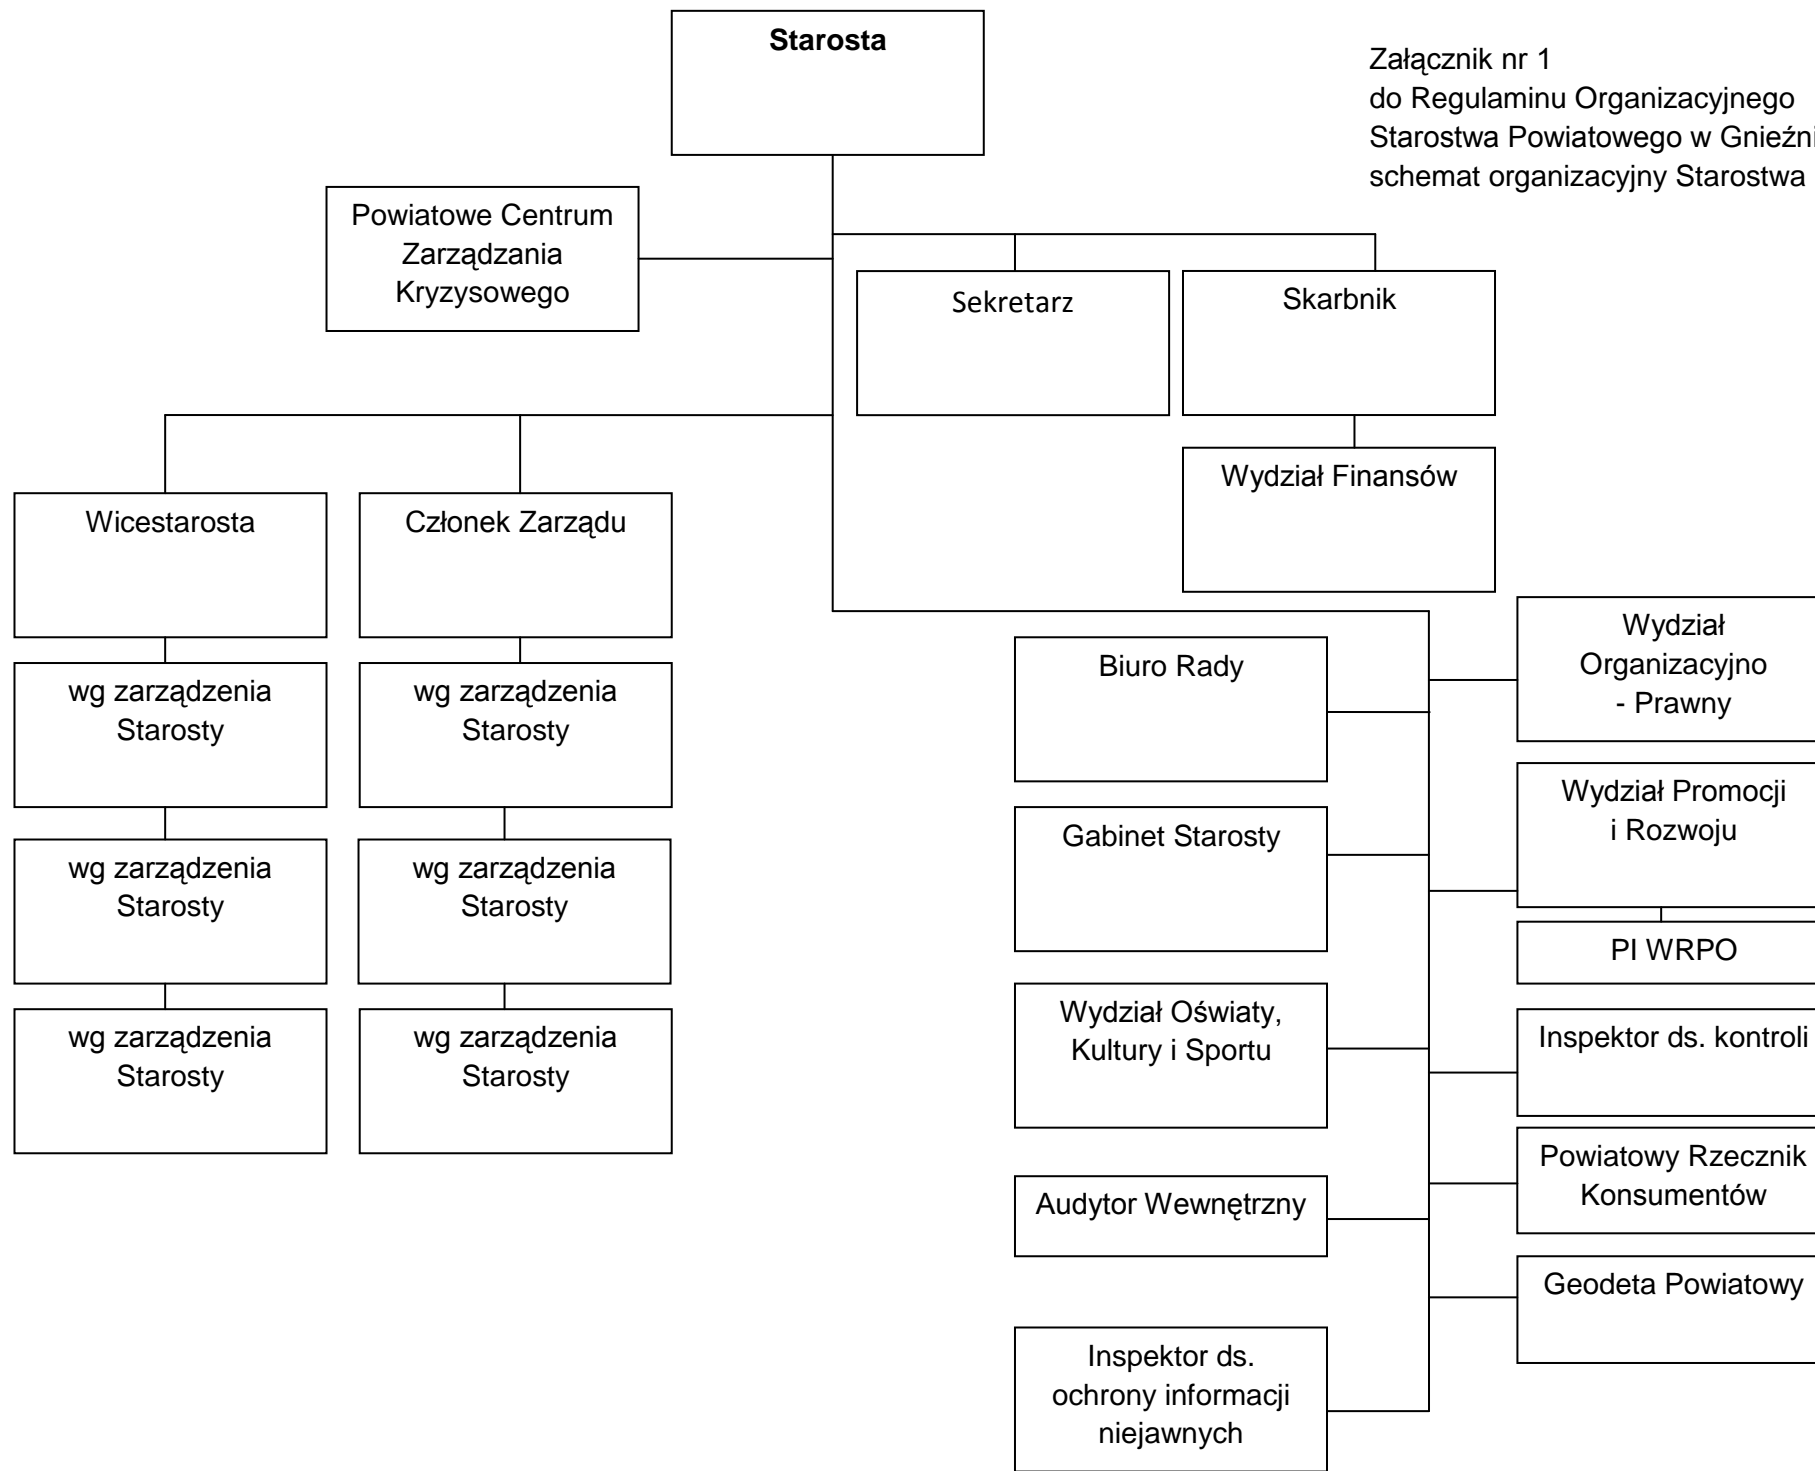 Starosta
Załącznik nr 1
do Regulaminu Organizacyjnego
Starostwa Powiatowego w Gnieźni
schemat organizacyjny Starostwa
Powiatowe Centrum
Zarządzania
Kryzysowego
Sekretarz
Skarbnik
Wydział Finansów
Wicestarosta
Członek Zarządu
wg zarządzenia
Starosty
wg zarządzenia
Starosty
wg zarządzenia
Starosty
wg zarządzenia
Starosty
wg zarządzenia
Starosty
wg zarządzenia
Starosty
Biuro Rady
Gabinet Starosty
Wydział Oświaty,
Kultury i Sportu
Audytor Wewnętrzny
Inspektor ds.
ochrony informacji
niejawnych
Wydział
Organizacyjno
- Prawny
Wydział Promocji
i Rozwoju
PI WRPO
Inspektor ds. kontroli
Powiatowy Rzecznik
Konsumentów
Geodeta Powiatowy